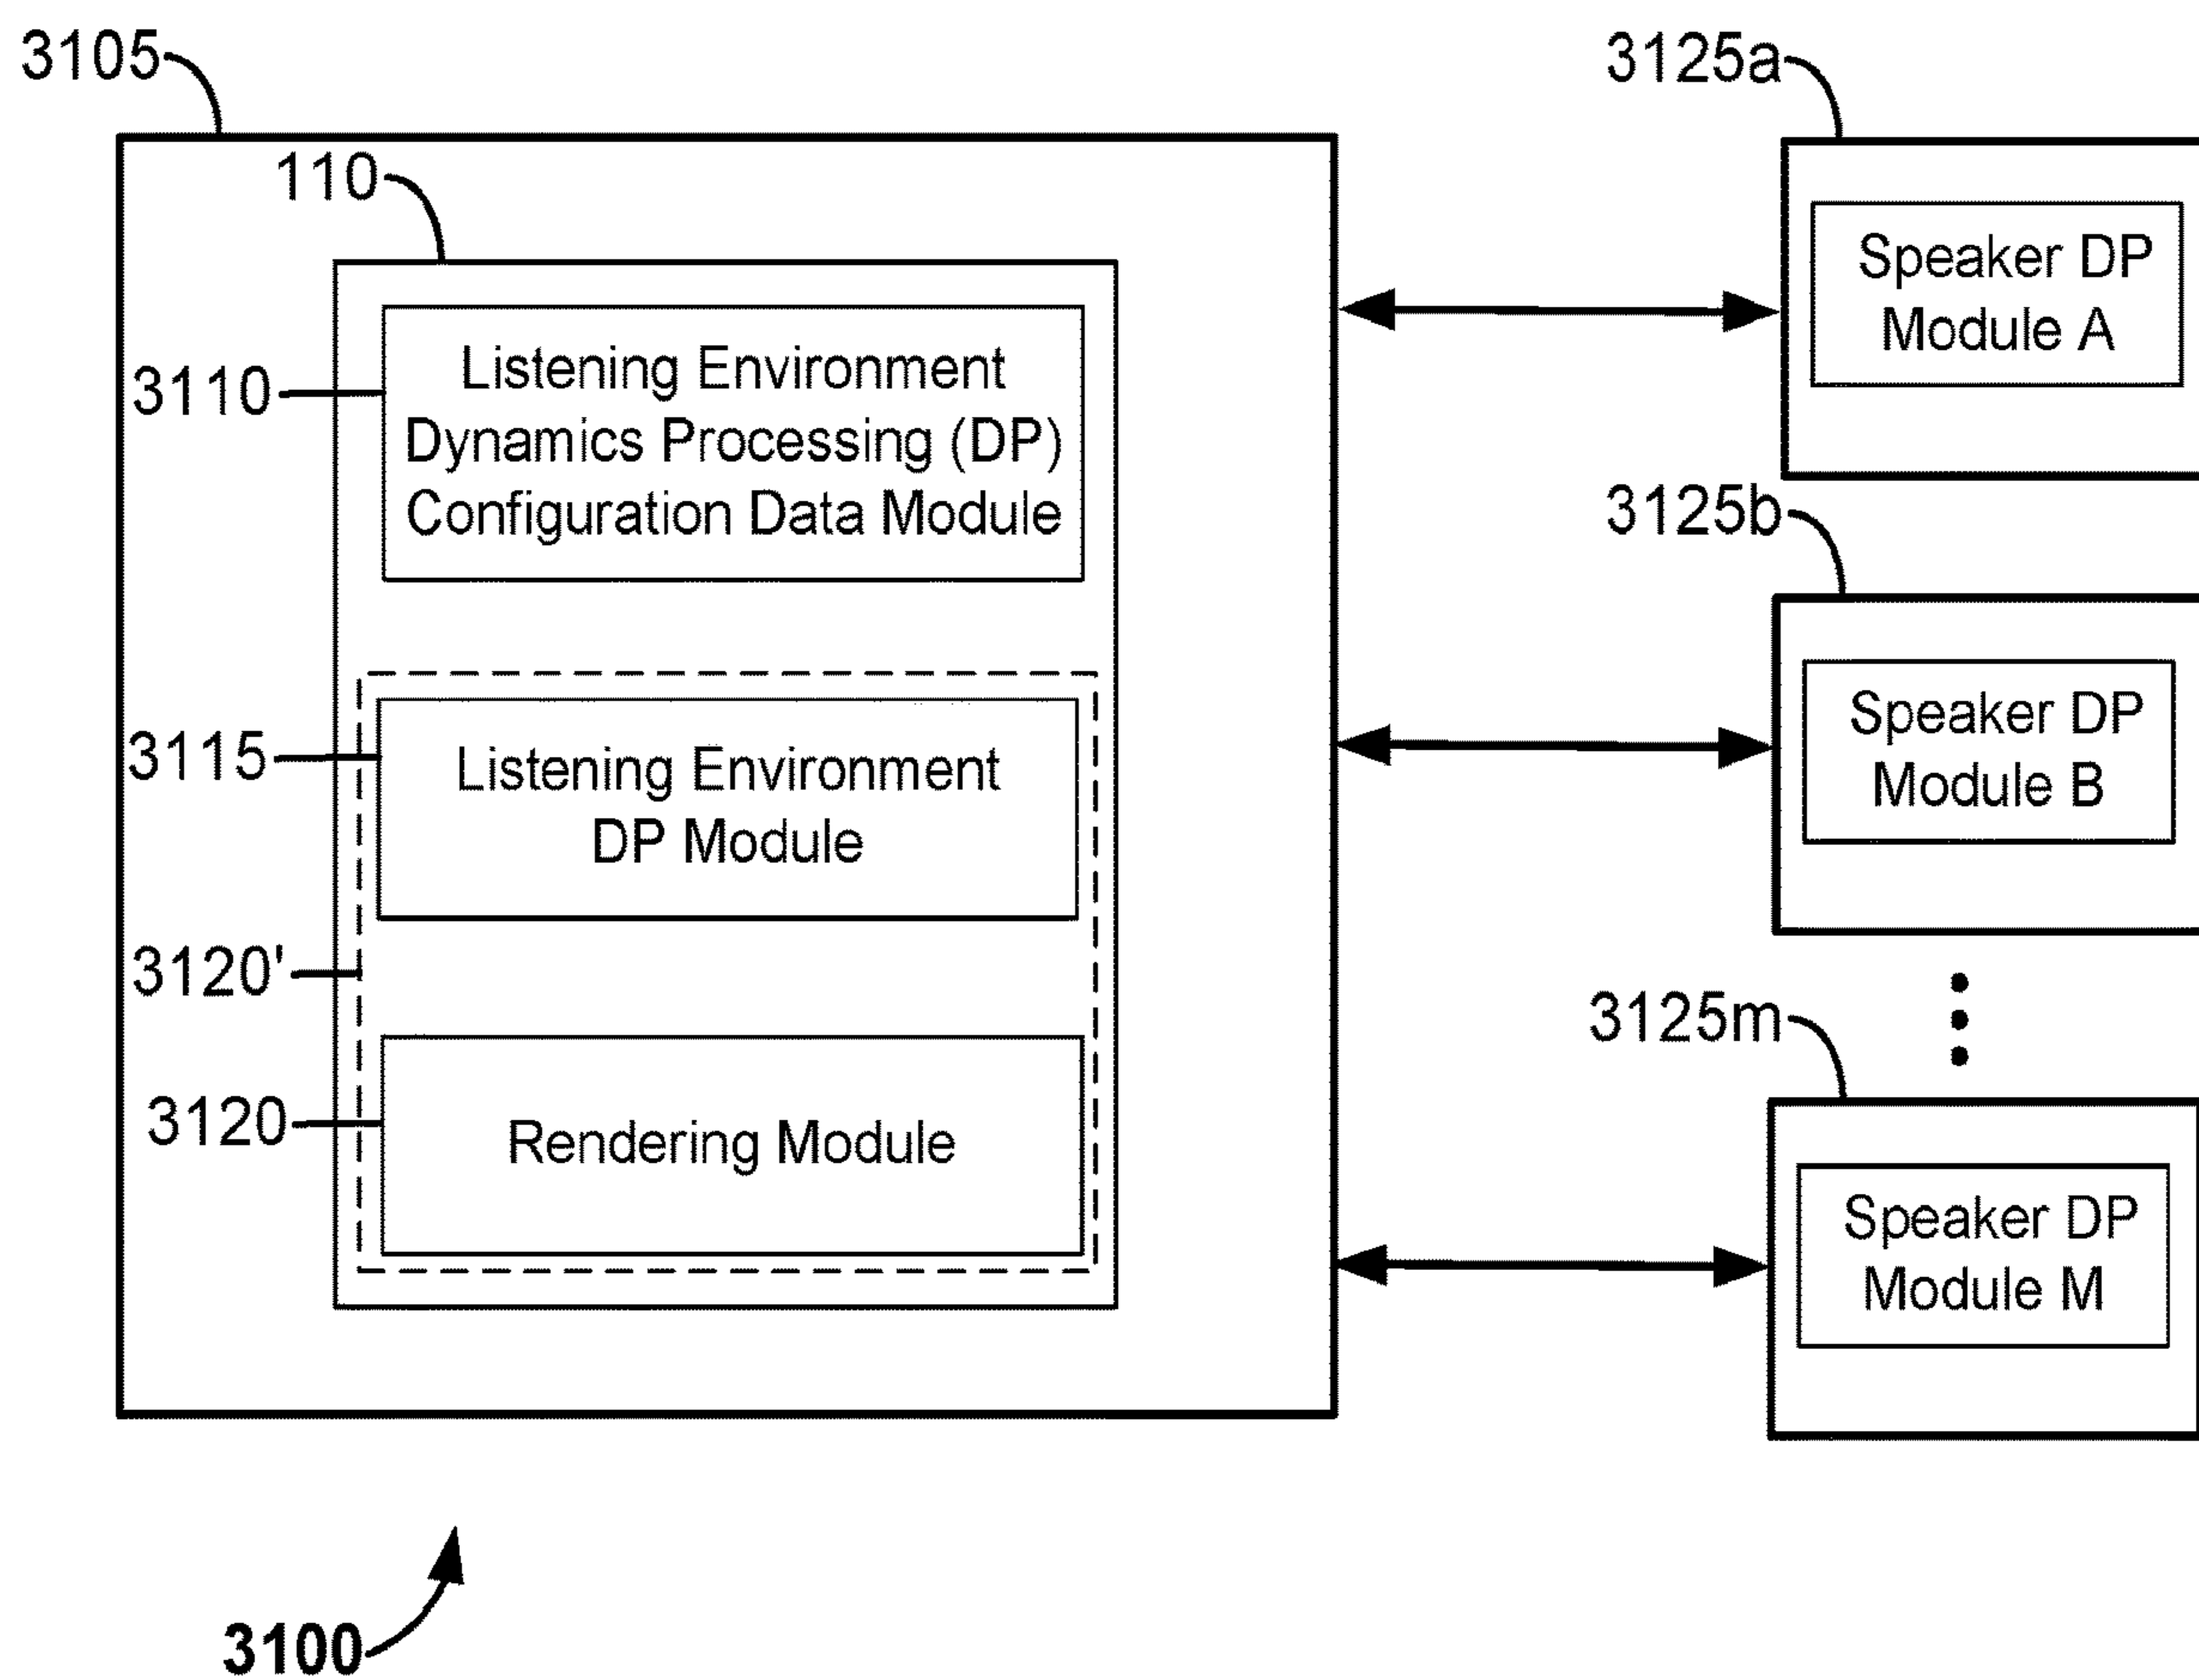 3105
110
3110
Listening Environment
Dynamics Processing (DP)
Configuration Data Module
3115
Listening Environment
DP Module
3120'
3120
Rendering Module
3125a
Speaker DP
Module A
3125b
Speaker DP
Module B
3125m
Speaker DP
Module M
3100